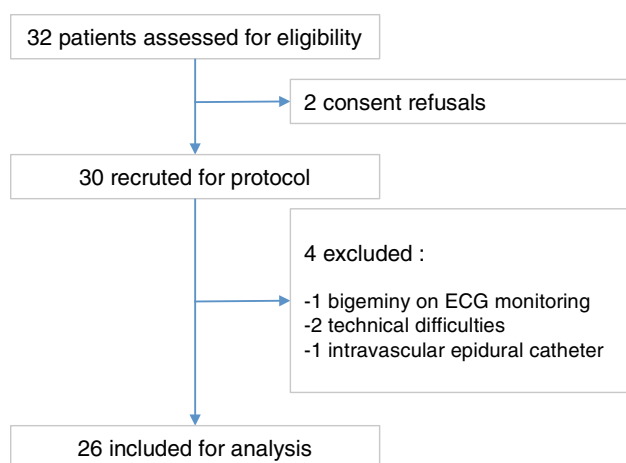 32 patients assessed for eligibility
2 consent refusals
30 recruted for protocol
4 excluded :
-1 bigeminy on ECG monitoring
-2 technical difficulties
-1 intravascular epidural catheter
26 included for analysis